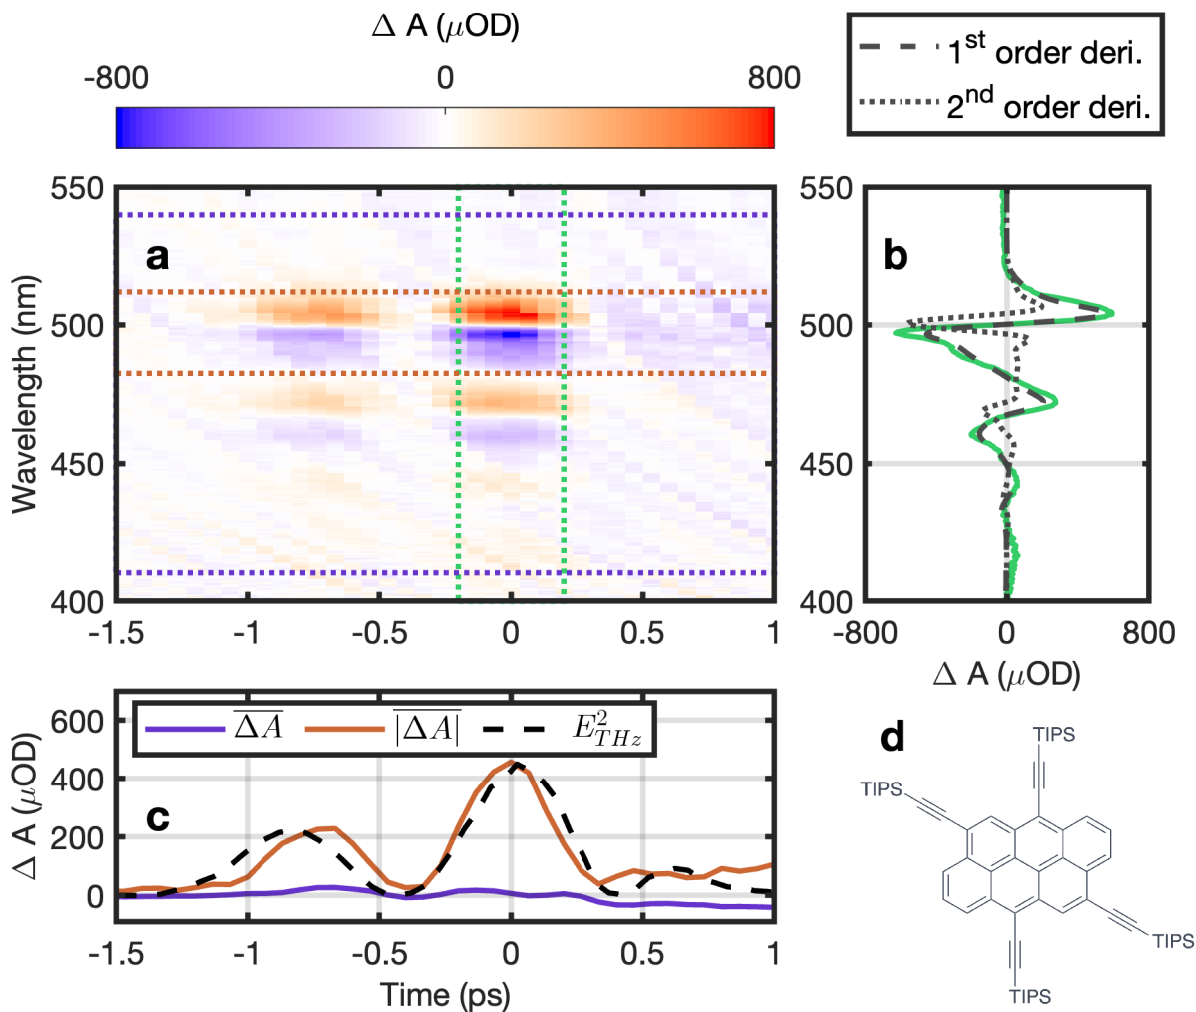 Δ A (μOD)
-800 0 800
1st order deri.
2nd order deri.
550
500
450
400
Wavelength (nm)
a
-1.5 -1 -0.5 0 0.5 1
550
500
450
400
b
-800 0 800
Δ A (μOD)
600
400
200
0
Δ A (μOD)
ΔA |ΔA| E²THz
c
-1.5 -1 -0.5 0 0.5 1
Time (ps)
d
TIPS
TIPS
TIPS
TIPS